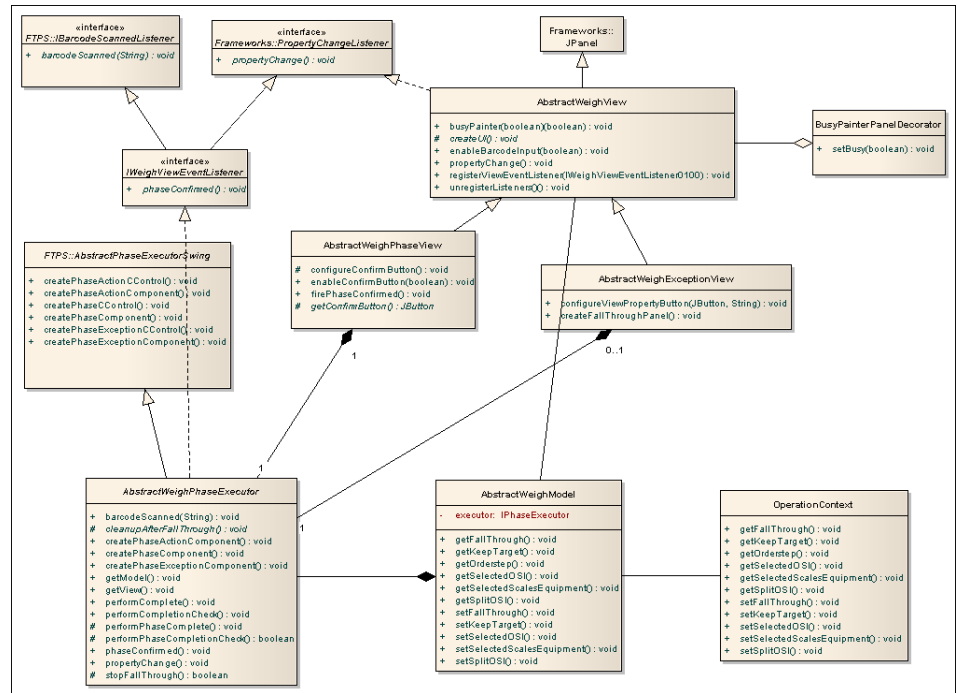 «interface»
FTPS::IBarcodeScannedListener
+ barcodeScanned(String) : void
«interface»
Frameworks::PropertyChangeListener
+ propertyChange() : void
Frameworks::
JPanel
AbstractWeighView
+ busyPainter(boolean)(boolean) : void
# createUI() : void
+ enableBarcodeInput(boolean) : void
+ propertyChange() : void
+ registerViewEventListener(IWeighViewEventListener0100) : void
+ unregisterListeners()() : void
BusyPainterPanelDecorator
+ setBusy(boolean) : void
«interface»
IWeighViewEventListener
+ phaseConfirmed() : void
FTPS::AbstractPhaseExecutorSwing
+ createPhaseActionCControl() : void
+ createPhaseActionComponent() : void
+ createPhaseCControl() : void
+ createPhaseComponent() : void
+ createPhaseExceptionCControl() : void
+ createPhaseExceptionComponent() : void
AbstractWeighPhaseView
# configureConfirmButton() : void
+ enableConfirmButton(boolean) : void
+ firePhaseConfirmed() : void
# getConfirmButton() : JButton
AbstractWeighExceptionView
+ configureViewPropertyButton(JButton, String) : void
+ createFallThroughPanel() : void
1
0..1
1
1
AbstractWeighPhaseExecutor
+ barcodeScanned(String) : void
# cleanupAfterFallThrough() : void
+ createPhaseActionComponent() : void
+ createPhaseComponent() : void
+ createPhaseExceptionComponent() : void
+ getModel() : void
+ getView() : void
+ performComplete() : void
+ performCompletionCheck() : void
# performPhaseComplete() : void
# performPhaseCompletionCheck() : boolean
+ phaseConfirmed() : void
+ propertyChange() : void
# stopFallThrough() : boolean
AbstractWeighModel
- executor: IPhaseExecutor
+ getFallThrough() : void
+ getKeepTarget() : void
+ getOrderstep() : void
+ getSelectedOSI() : void
+ getSelectedScalesEquipment() : void
+ getSplitOSI() : void
+ setFallThrough() : void
+ setKeepTarget() : void
+ setSelectedOSI() : void
+ setSelectedScalesEquipment() : void
+ setSplitOSI() : void
OperationContext
+ getFallThrough() : void
+ getKeepTarget() : void
+ getOrderstep() : void
+ getSelectedOSI() : void
+ getSelectedScalesEquipment() : void
+ getSplitOSI() : void
+ setFallThrough() : void
+ setKeepTarget() : void
+ setSelectedOSI() : void
+ setSelectedScalesEquipment() : void
+ setSplitOSI() : void